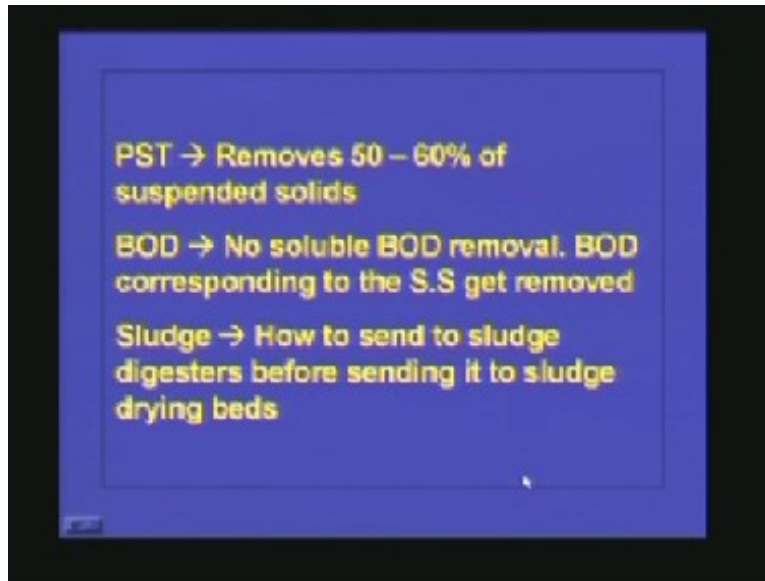 PST → Removes 50 – 60% of
suspended solids
BOD → No soluble BOD removal. BOD
corresponding to the S.S get removed
Sludge → How to send to sludge
digesters before sending it to sludge
drying beds